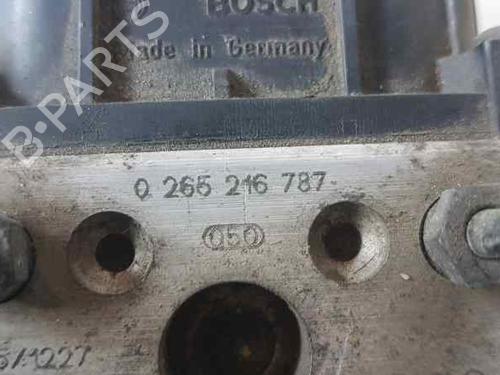 BOSCH
Made in Germany
B-PARTS
0 265 216 787
050